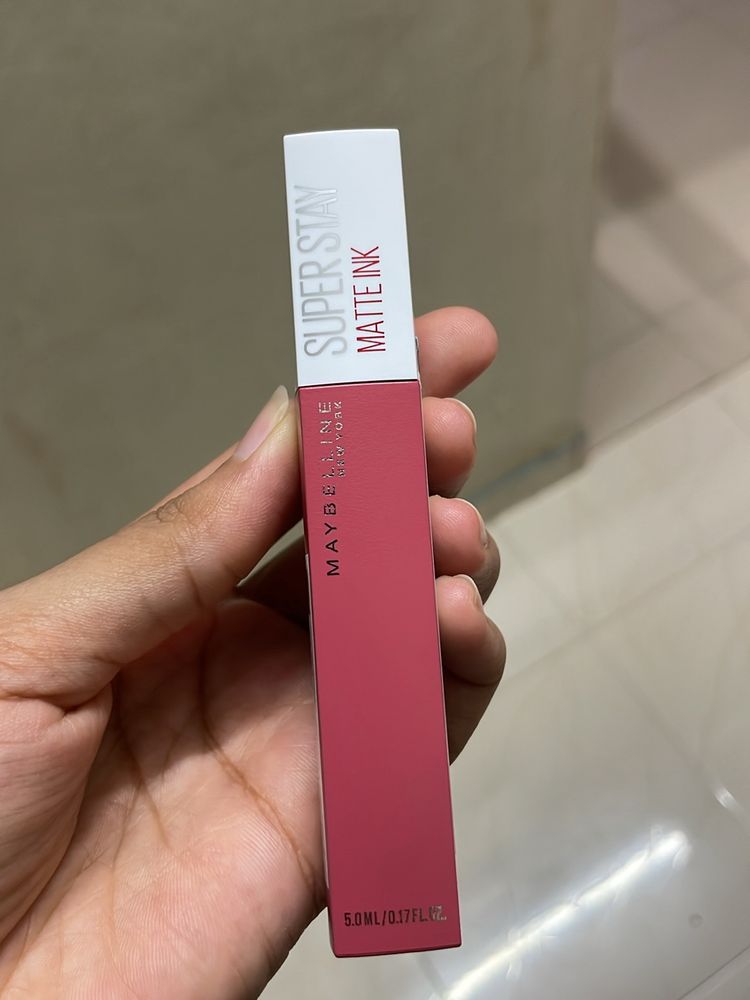 SUPER STAY
MATTE INK
MAYBELLINE
NEW YORK
5.0 ML/0.17 FL.OZ.